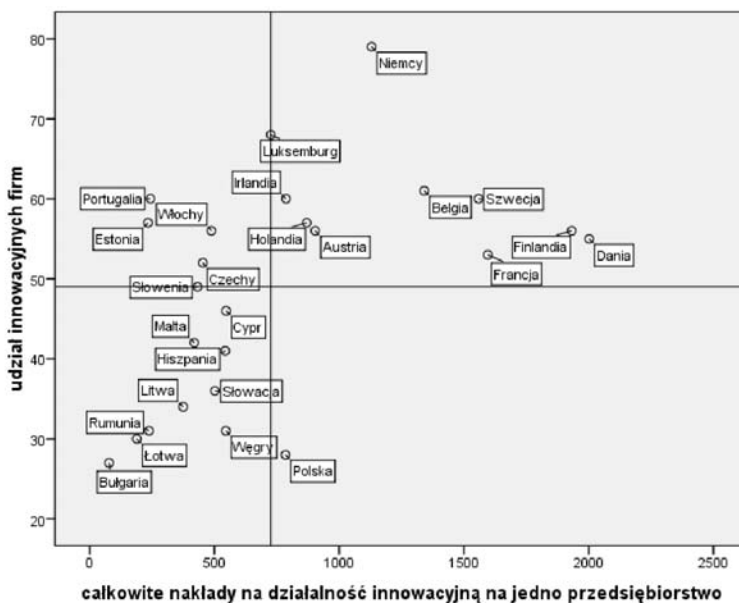 80
70
60
50
40
30
20
udział innowacyjnych firm
Niemcy
Luksemburg
Irlandia
Portugalia
Włochy
Estonia
Holandia
Austria
Belgia
Szwecja
Finlandia
Dania
Francja
Czechy
Słowenia
Malta
Cypr
Hiszpania
Litwa
Słowacja
Rumunia
Łotwa
Węgry
Bułgaria
Polska
0 500 1000 1500 2000 2500
całkowite nakłady na działalność innowacyjną na jedno przedsiębiorstwo